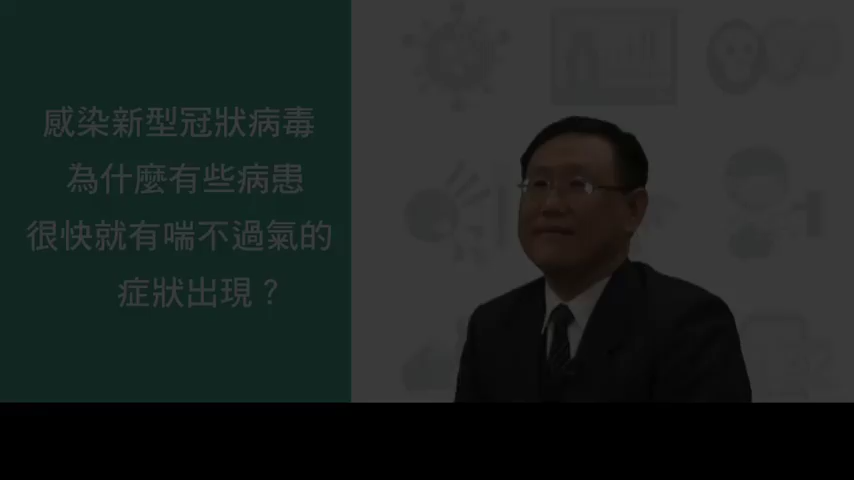 感染新型冠狀病毒
為什麼有些病患
很快就有喘不過氣的
症狀出現？